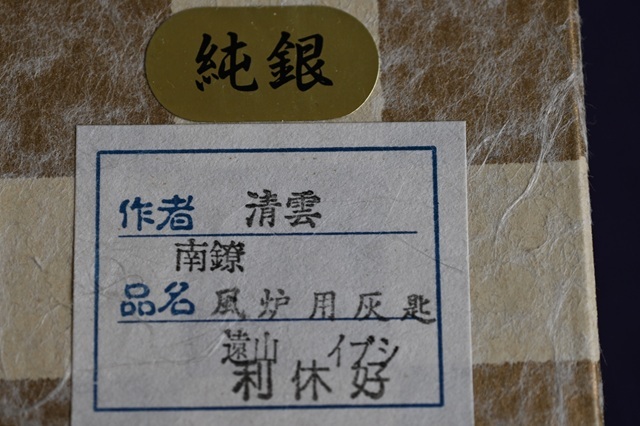 純銀
作者 清雲
南鐐
品名 風炉用灰匙
遠山 イブシ
利休好